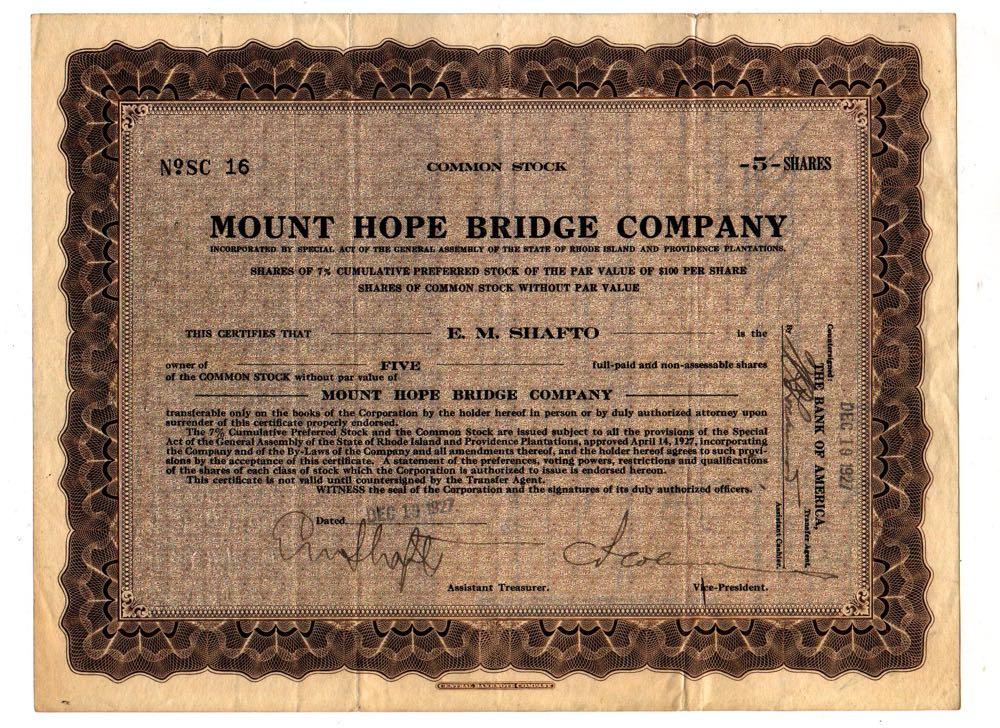 NO SC 16 COMMON STOCK -5- SHARES
MOUNT HOPE BRIDGE COMPANY
INCORPORATED BY SPECIAL ACT OF THE GENERAL ASSEMBLY OF THE STATE OF RHODE ISLAND AND PROVIDENCE PLANTATIONS.
SHARES OF 7% CUMULATIVE PREFERRED STOCK OF THE PAR VALUE OF $100 PER SHARE
SHARES OF COMMON STOCK WITHOUT PAR VALUE
THIS CERTIFIES THAT E. M. SHAFTO is the
owner of FIVE full-paid and non-assessable shares
of the COMMON STOCK without par value of
MOUNT HOPE BRIDGE COMPANY
transferable only on the books of the Corporation by the holder hereof in person or by duly authorized attorney upon
surrender of this certificate properly endorsed.
The 7% Cumulative Preferred Stock and the Common Stock are issued subject to all the provisions of the Special
Act of the General Assembly of the State of Rhode Island and Providence Plantations, approved April 14, 1927, incorporating
the Company and of the By-Laws of the Company and all amendments thereof, and the holder hereof agrees to such provi-
sions by the acceptance of this certificate. A statement of the preferences, voting powers, restrictions and qualifications
of the shares of each class of stock which the Corporation is authorized to issue is endorsed hereon.
This certificate is not valid until countersigned by the Transfer Agent.
WITNESS the seal of the Corporation and the signatures of its duly authorized officers.
Dated DEC 19 1927
EM Shafto
Assistant Treasurer. Vice-President.
Countersigned:
THE BANK OF AMERICA,
Transfer Agent.
By
Assistant Cashier.
DEC 19 1927
CENTRAL BANKNOTE COMPANY